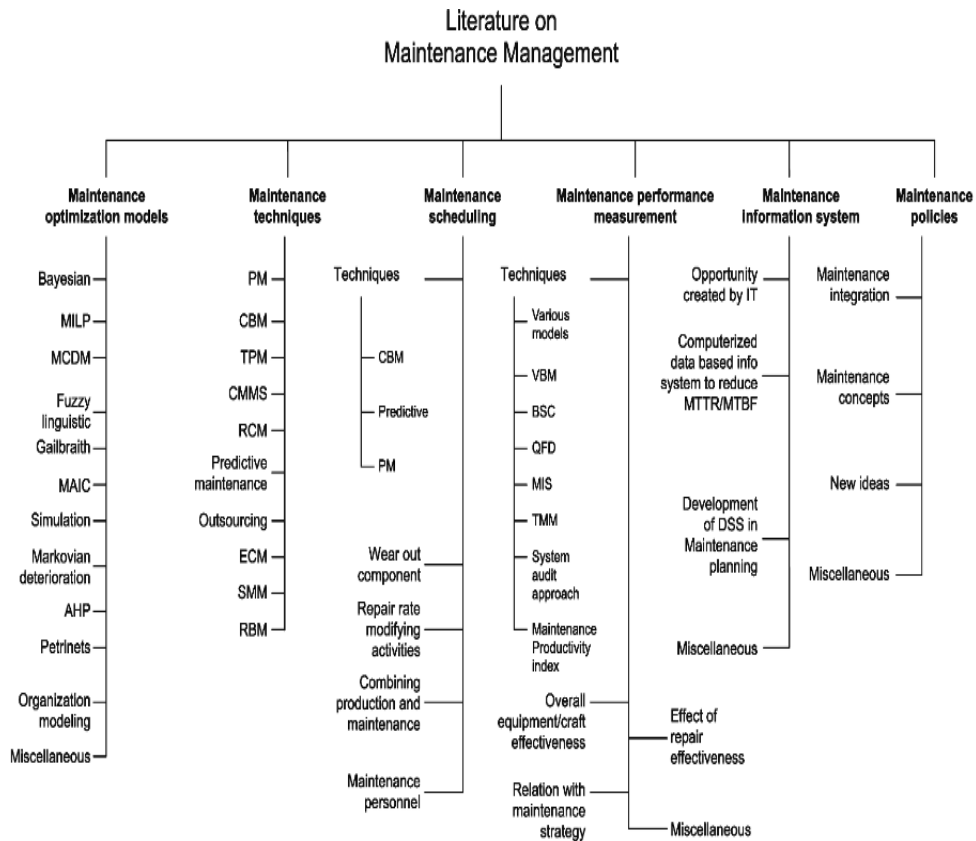 Literature on
Maintenance Management
Maintenance
optimization models
Bayesian
MILP
MCDM
Fuzzy
linguistic
Gailbraith
MAIC
Simulation
Markovian
deterioration
AHP
Petrinets
Organization
modeling
Miscellaneous
Maintenance
techniques
PM
CBM
TPM
CMMS
RCM
Predictive
maintenance
Outsourcing
ECM
SMM
RBM
Maintenance
scheduling
Techniques
CBM
Predictive
PM
Wear out
component
Repair rate
modifying
activities
Combining
production and
maintenance
Maintenance
personnel
Maintenance performance
measurement
Techniques
Various
models
VBM
BSC
QFD
MIS
TMM
System
audit
approach
Maintenance
Productivity
index
Overall
equipment/craft
effectiveness
Effect of
repair
effectiveness
Relation with
maintenance
strategy
Miscellaneous
Maintenance
information system
Opportunity
created by IT
Computerized
data based info
system to reduce
MTTR/MTBF
Development
of DSS in
Maintenance
planning
Miscellaneous
Maintenance
policies
Maintenance
integration
Maintenance
concepts
New ideas
Miscellaneous